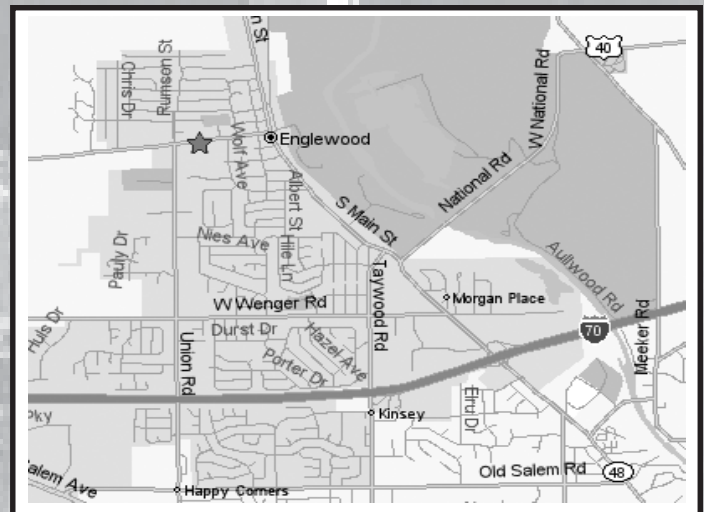 n St
40
Chris Dr
Rumson St
W National Rd
Englewood
Wolf Ave
Albert St
National Rd
S Main St
Nies Ave
Hile Ln
Pauly Dr
Aullwood Rd
Taywood Rd
Morgan Place
W Wenger Rd
Huls Dr
Durst Dr
Hazel Ave
70
Meeker Rd
Union Rd
Porter Dr
Pky
Kinsey
Elru Dr
alem Ave
Old Salem Rd
48
Happy Corners